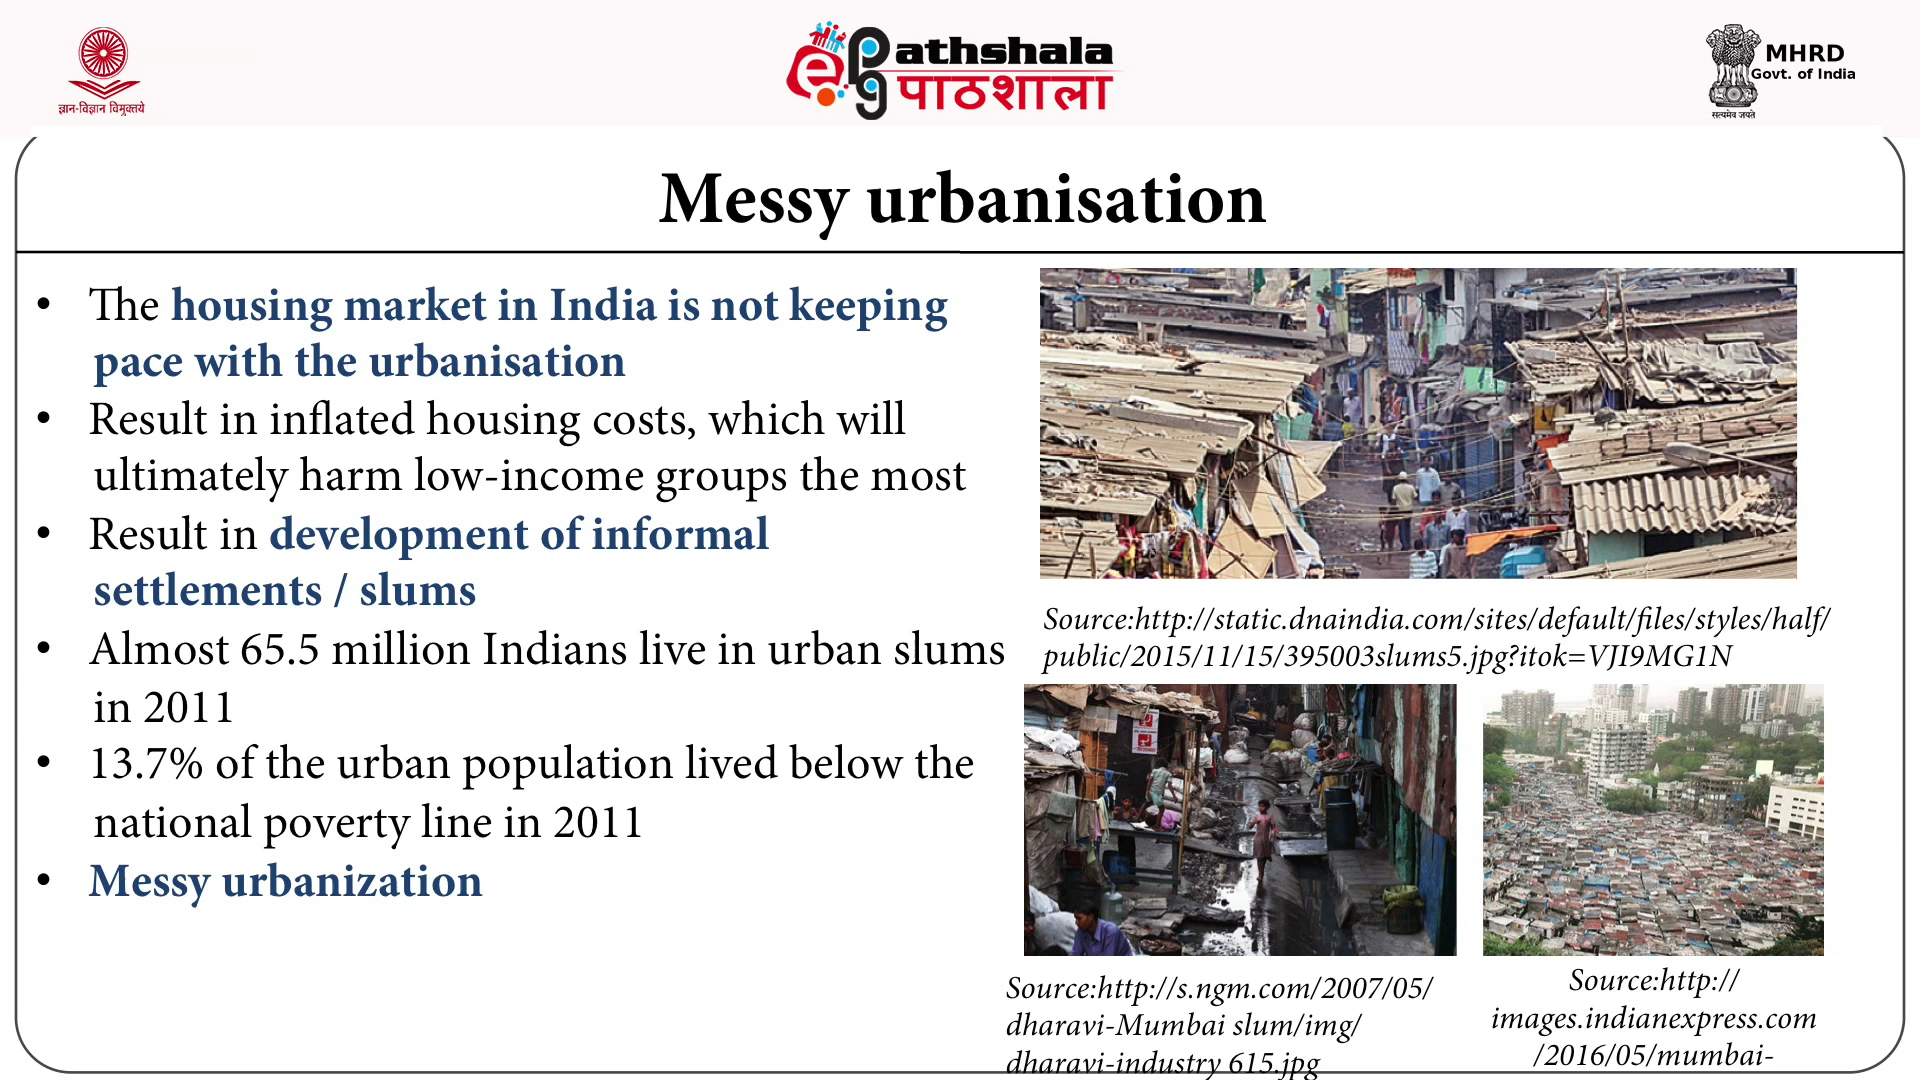 ज्ञान-विज्ञान विमुक्तये
athshala
पाठशाला
MHRD
Govt. of India
सत्यमेव जयते
Messy urbanisation
• The housing market in India is not keeping
pace with the urbanisation
• Result in inflated housing costs, which will
ultimately harm low-income groups the most
• Result in development of informal
settlements / slums
• Almost 65.5 million Indians live in urban slums
in 2011
• 13.7% of the urban population lived below the
national poverty line in 2011
• Messy urbanization
Source:http://static.dnaindia.com/sites/default/files/styles/half/
public/2015/11/15/395003slums5.jpg?itok=VJI9MG1N
Source:http://s.ngm.com/2007/05/
dharavi-Mumbai slum/img/
dharavi-industry 615.jpg
Source:http://
images.indianexpress.com
/2016/05/mumbai-